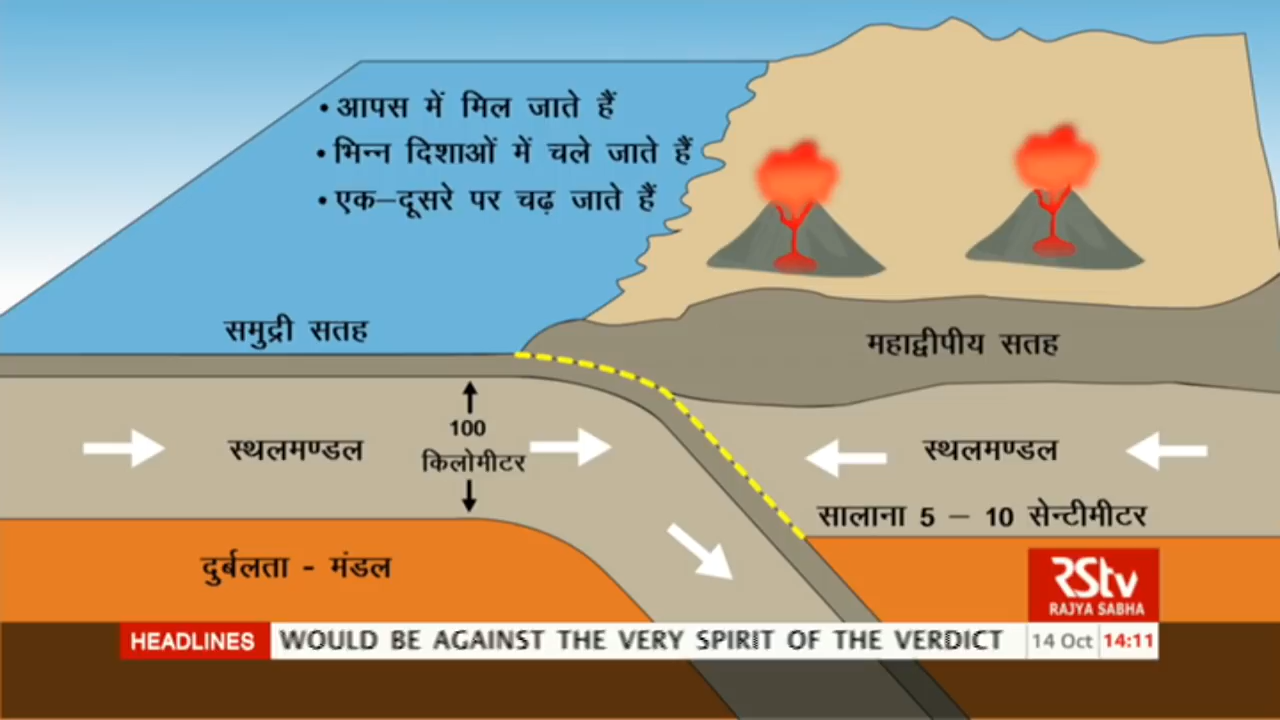 • आपस में मिल जाते हैं
• भिन्न दिशाओं में चले जाते हैं
• एक–दूसरे पर चढ़ जाते हैं
समुद्री सतह
महाद्वीपीय सतह
स्थलमण्डल
100
किलोमीटर
स्थलमण्डल
सालाना 5 – 10 सेन्टीमीटर
दुर्बलता - मंडल
RSTV
RAJYA SABHA
HEADLINES WOULD BE AGAINST THE VERY SPIRIT OF THE VERDICT 14 Oct 14:11